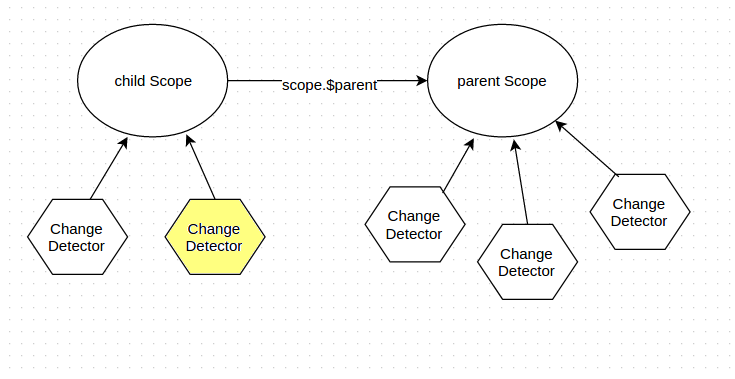 child Scope
scope.$parent
parent Scope
Change
Detector
Change
Detector
Change
Detector
Change
Detector
Change
Detector